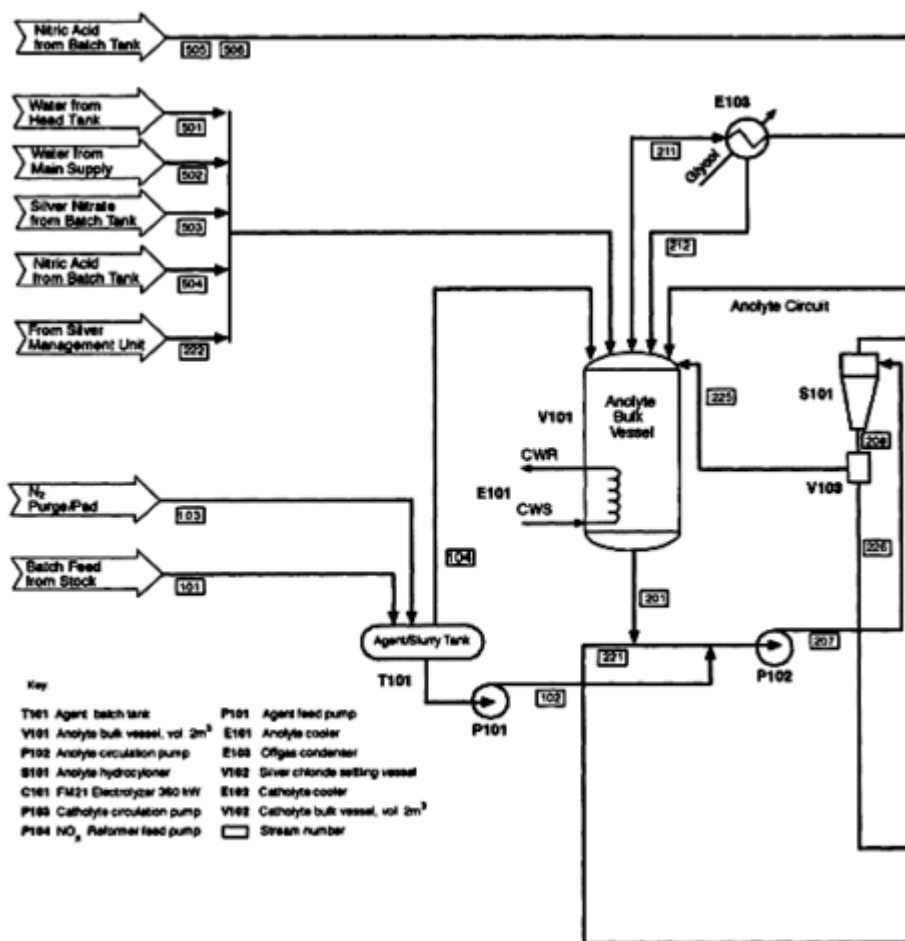 Nitric Acid
from Batch Tank
505 506
Water from
Head Tank
501
Water from
Main Supply
502
Silver Nitrate
from Batch Tank
503
Nitric Acid
from Batch Tank
504
From Silver
Management Unit
222
E103
211
Glycol
212
Anolyte Circuit
S101
208
V103
225
226
V101
Anolyte
Bulk
Vessel
CWR
E101
CWS
N2
Purge/Pad
103
Batch Feed
from Stock
101
104
201
Agent/Slurry Tank
T101
221
207
P102
102
P101
Key
T101 Agent batch tank
V101 Anolyte bulk vessel, vol. 2m3
P102 Anolyte circulation pump
S101 Anolyte hydrocyloner
C101 FM21 Electrolyzer 360 kW
P103 Catholyte circulation pump
P104 NOx Reformer feed pump
P101 Agent feed pump
E101 Anolyte cooler
E103 Offgas condenser
V102 Silver chloride settling vessel
E102 Catholyte cooler
V102 Catholyte bulk vessel, vol. 2m3
Stream number